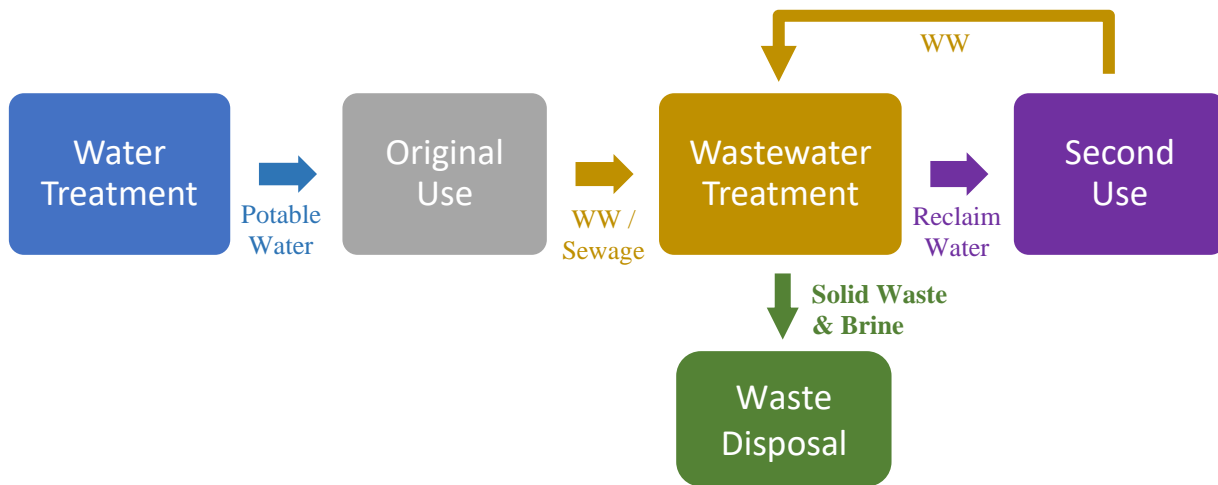 WW
Water
Treatment
Potable
Water
Original
Use
WW /
Sewage
Wastewater
Treatment
Reclaim
Water
Second
Use
Solid Waste
& Brine
Waste
Disposal